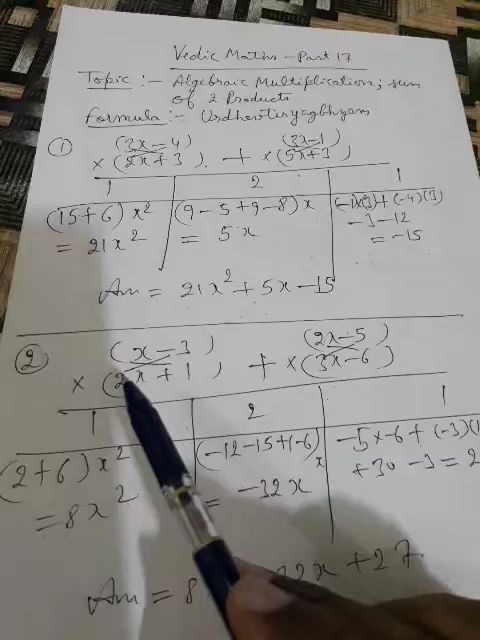 Vedic Maths - Part 17
Topic :- Algebraic Multiplication; sum
of 2 Products
Formula :- Urdhvatiryagbhyam
① (3x-4) (3x-1)
× (2x+3) + × (5x+3)
1 2 1
(15+6)x² (9-5+9-8)x (-1)(3)+(-4)(3)
= 21x² = 5x -3-12
= -15
Ans = 21x²+5x-15
② (x-3) (2x-5)
× (2x+1) + × (3x-6)
1 2 1
(2+6)x² (-12-15+1-6)x -5×-6+(-3)(1
= 8x² = -32x +30-3=2
Ans = 8 32x+27